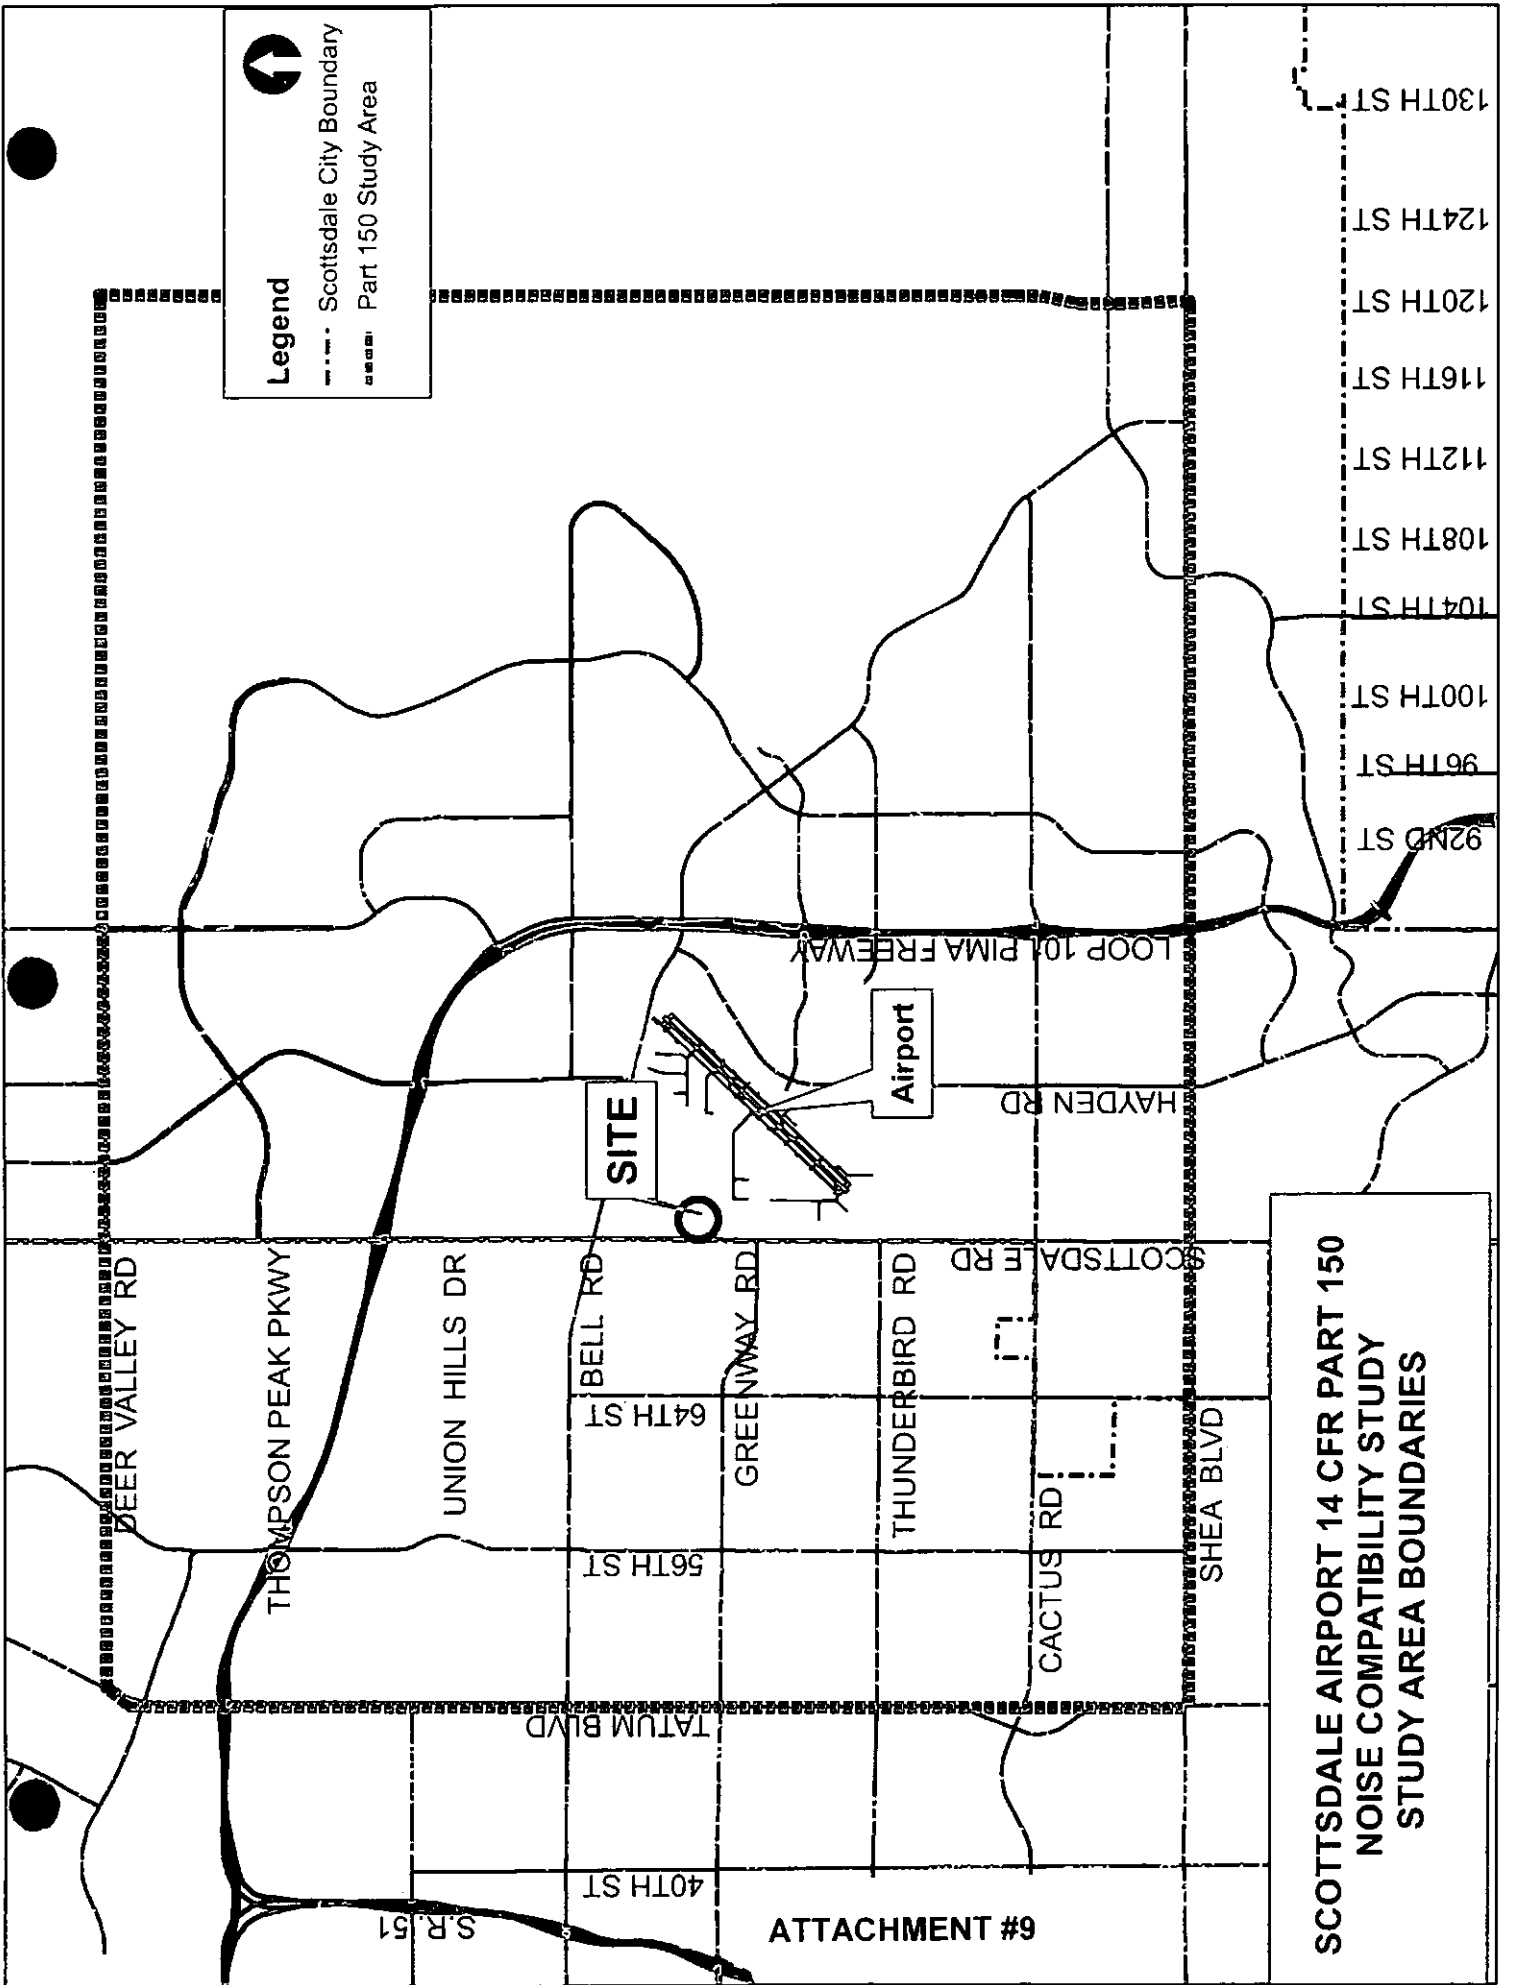 Legend
Scottsdale City Boundary
Part 150 Study Area
DEER VALLEY RD
THOMPSON PEAK PKWY
UNION HILLS DR
BELL RD
GREENWAY RD
THUNDERBIRD RD
CACTUS RD
SHEA BLVD
S.R. 51
40TH ST
TATUM BLVD
56TH ST
64TH ST
SCOTTSDALE RD
HAYDEN RD
LOOP 101 PIMA FREEWAY
92ND ST
96TH ST
100TH ST
104TH ST
108TH ST
112TH ST
116TH ST
120TH ST
124TH ST
130TH ST
SITE
Airport
ATTACHMENT #9
SCOTTSDALE AIRPORT 14 CFR PART 150
NOISE COMPATIBILITY STUDY
STUDY AREA BOUNDARIES